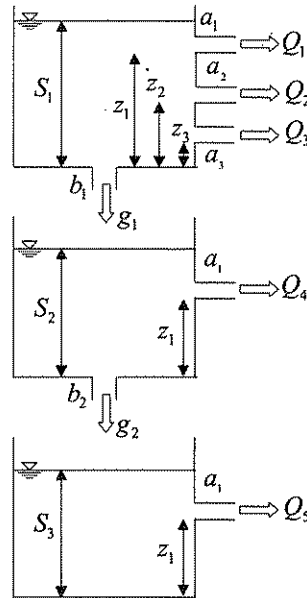 a₁
Q₁
S₁
z₂
a₂
z₁
Q₂
z₃
Q₃
b₁
a₃
g₁
a₁
S₂
Q₄
z₁
b₂
g₂
a₁
S₃
Q₅
z₁